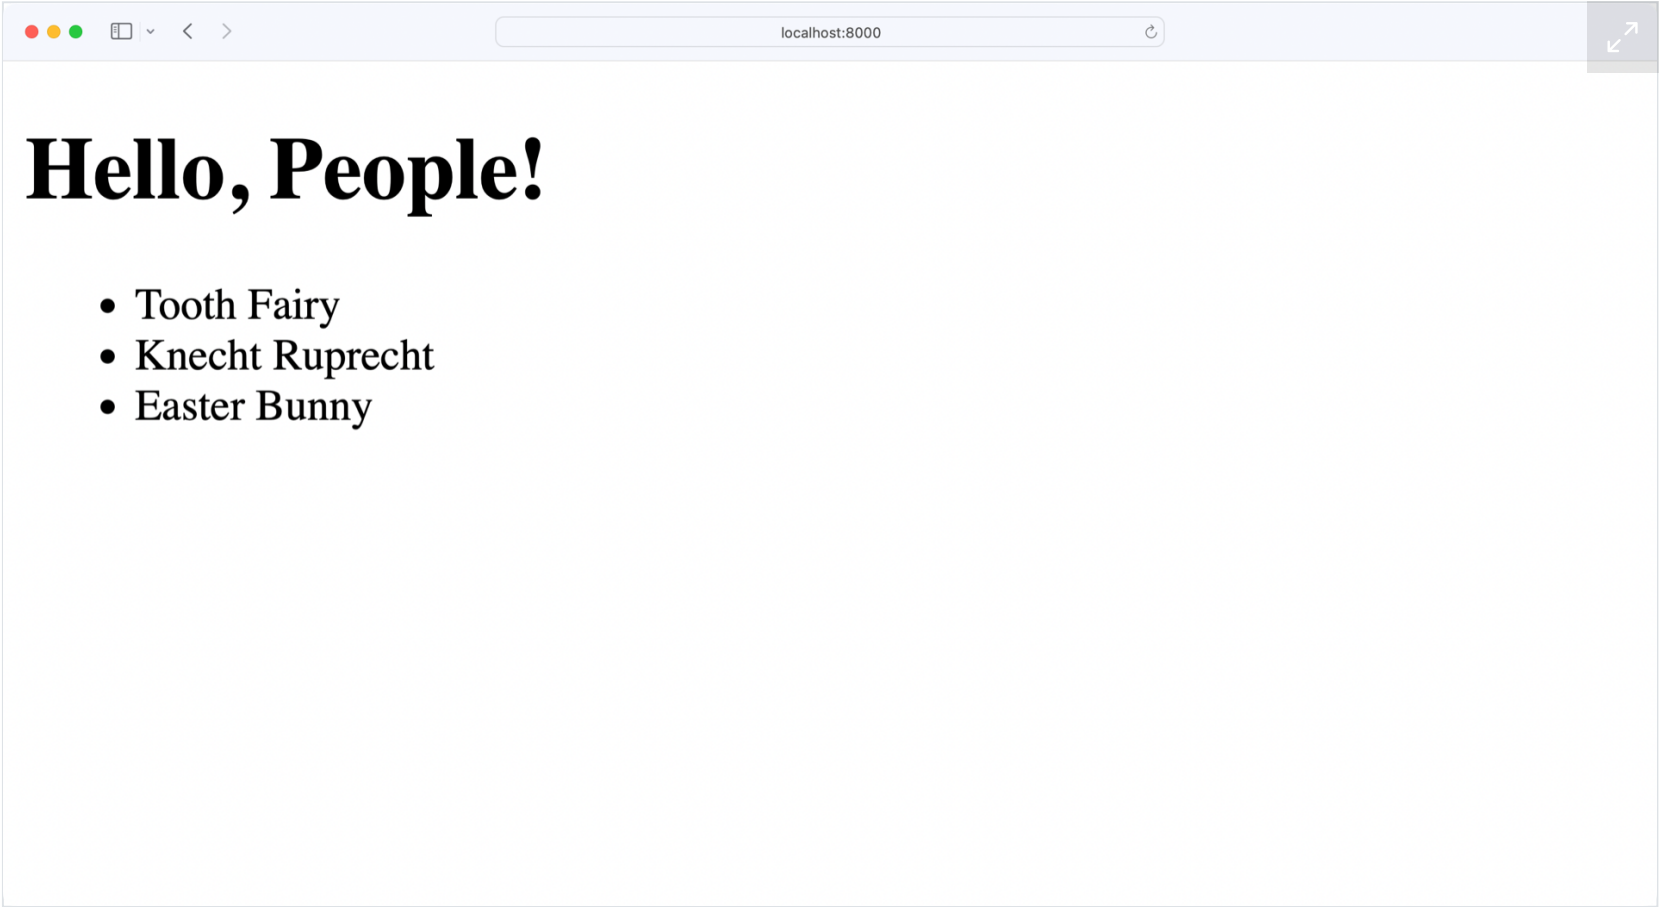 localhost:8000
Hello, People!
Tooth Fairy
Knecht Ruprecht
Easter Bunny